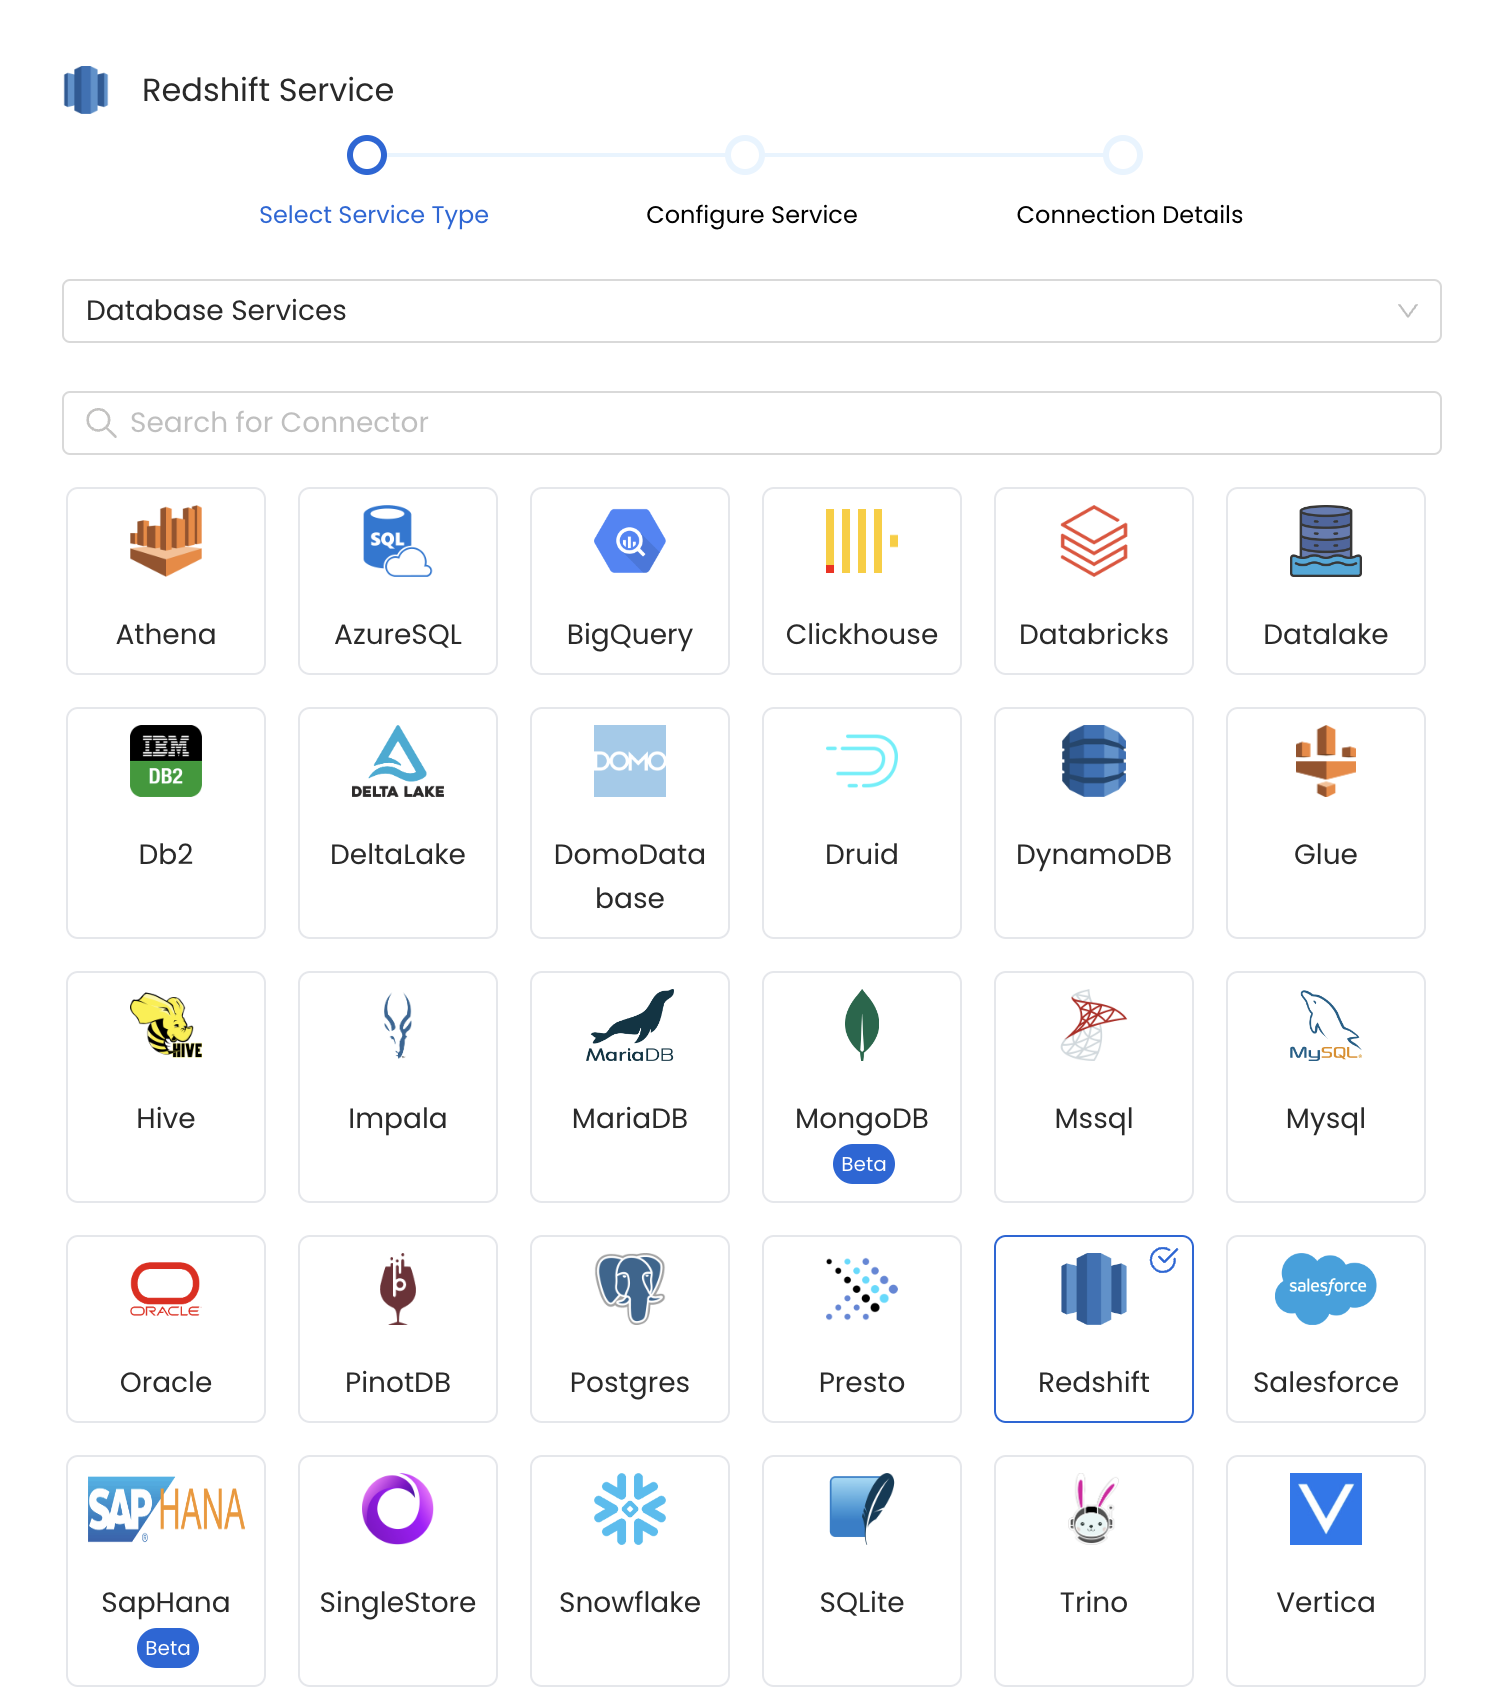 Redshift Service
Select Service Type
Configure Service
Connection Details
Database Services
Search for Connector
SQL
Athena
AzureSQL
BigQuery
Clickhouse
Databricks
Datalake
IBM
DB2
DELTA LAKE
DOMO
Db2
DeltaLake
DomoData
base
Druid
DynamoDB
Glue
HIVE
MariaDB
MySQL
Hive
Impala
MariaDB
MongoDB
Beta
Mssql
Mysql
ORACLE
salesforce
Oracle
PinotDB
Postgres
Presto
Redshift
Salesforce
SAP HANA
SapHana
Beta
SingleStore
Snowflake
SQLite
Trino
Vertica